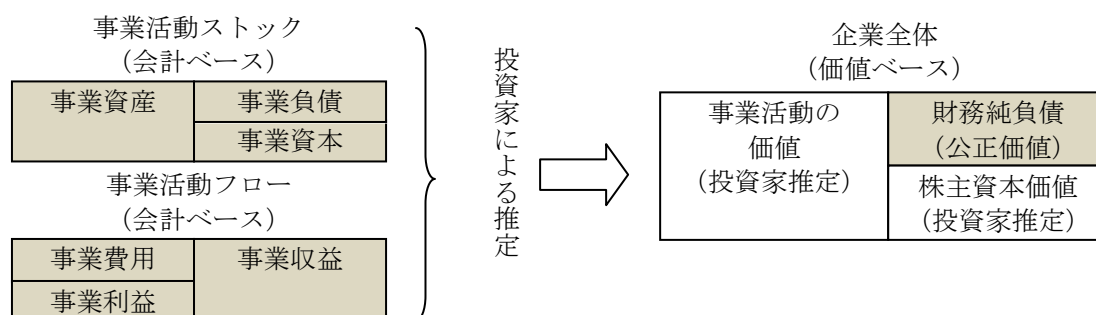 事業活動ストック
(会計ベース)
事業資産
事業負債
事業資本
事業活動フロー
(会計ベース)
事業費用
事業収益
事業利益
投資家による推定
企業全体
(価値ベース)
事業活動の
価値
(投資家推定)
財務純負債
(公正価値)
株主資本価値
(投資家推定)